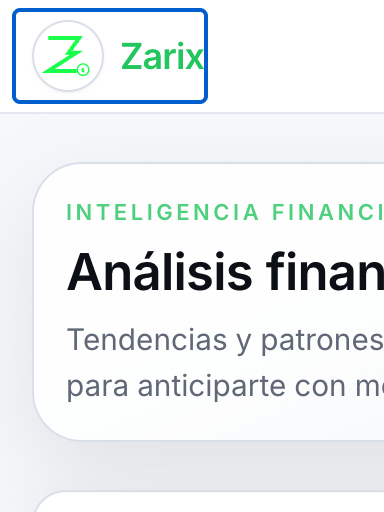 Zarix
INTELIGENCIA FINANCI
Análisis finan
Tendencias y patrones
para anticiparte con m